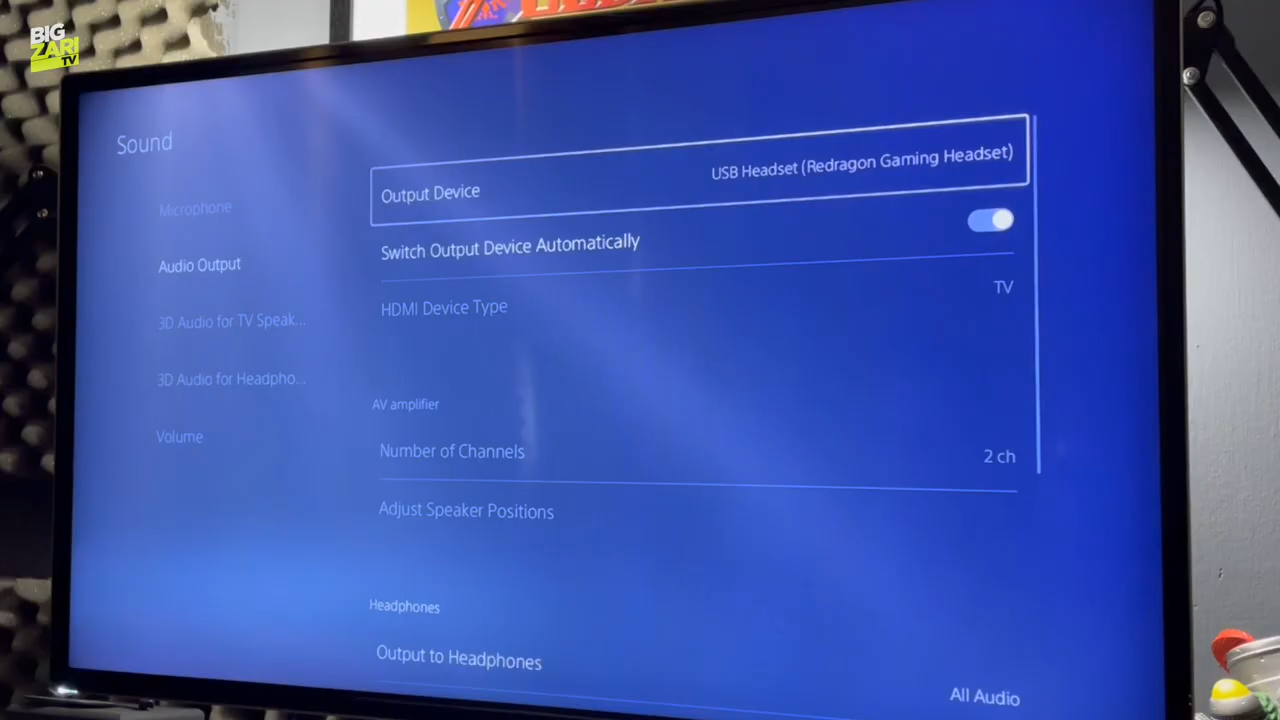 BIG
ZARI
TV
Sound
Microphone
Audio Output
3D Audio for TV Speak...
3D Audio for Headpho...
Volume
Output Device
USB Headset (Redragon Gaming Headset)
Switch Output Device Automatically
HDMI Device Type
TV
AV amplifier
Number of Channels
2 ch
Adjust Speaker Positions
Headphones
Output to Headphones
All Audio